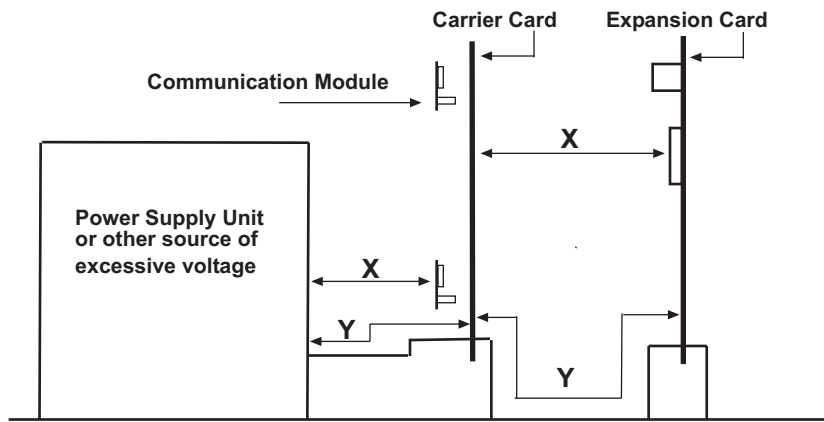 Carrier Card
Expansion Card
Communication Module
X
Power Supply Unit
or other source of
excessive voltage
X
Y
Y